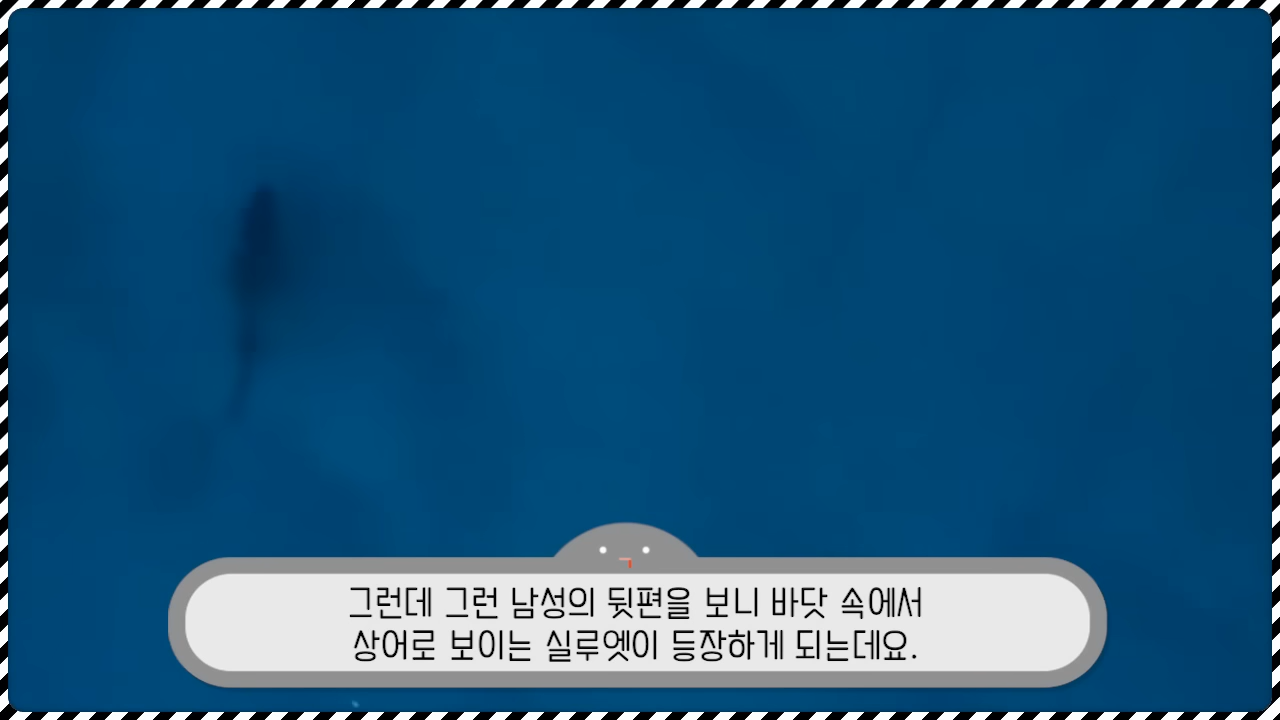 그런데 그런 남성의 뒷편을 보니 바닷 속에서
상어로 보이는 실루엣이 등장하게 되는데요.